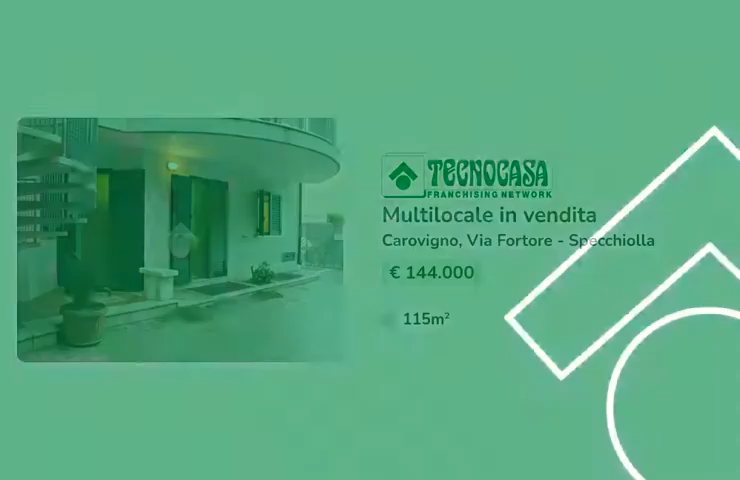 TECNOCASA
FRANCHISING NETWORK
Multilocale in vendita
Carovigno, Via Fortore - Specchiolla
€ 144.000
115m²